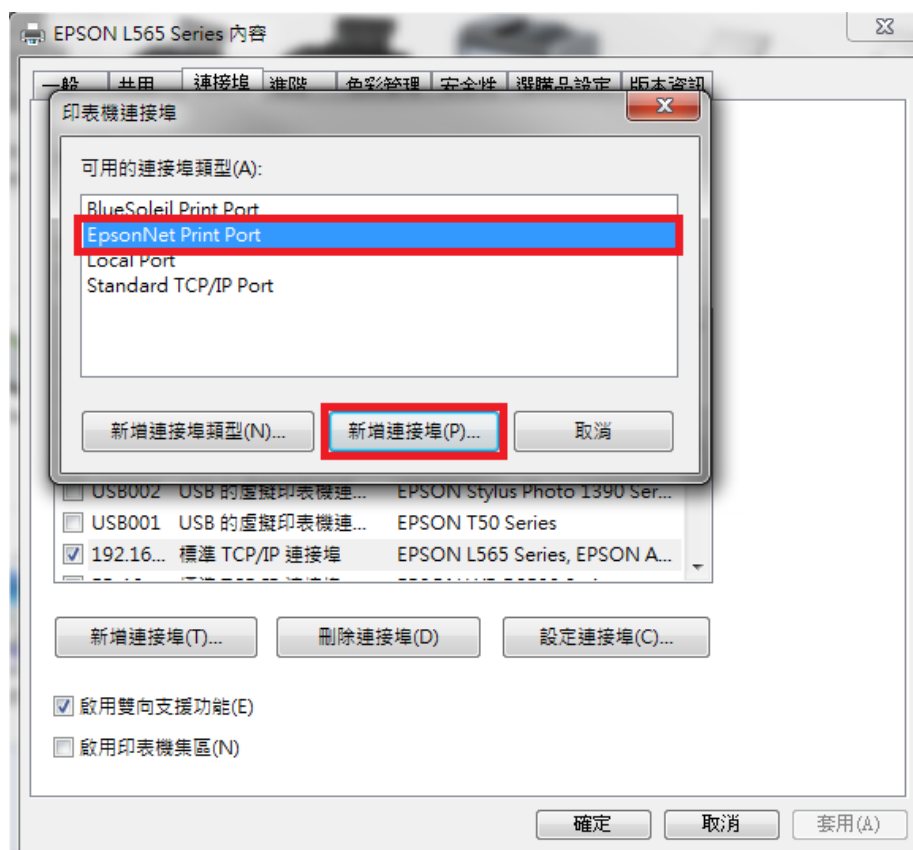 EPSON L565 Series 內容
一般 共用 連接埠 進階 色彩管理 安全性 選購品設定 版本資訊
印表機連接埠
可用的連接埠類型(A):
BlueSoleil Print Port
EpsonNet Print Port
Local Port
Standard TCP/IP Port
新增連接埠類型(N)... 新增連接埠(P)... 取消
USB002 USB 的虛擬印表機連... EPSON Stylus Photo 1390 Ser...
USB001 USB 的虛擬印表機連... EPSON T50 Series
192.16... 標準 TCP/IP 連接埠 EPSON L565 Series, EPSON A...
新增連接埠(T)... 刪除連接埠(D) 設定連接埠(C)...
啟用雙向支援功能(E)
啟用印表機集區(N)
確定 取消 套用(A)